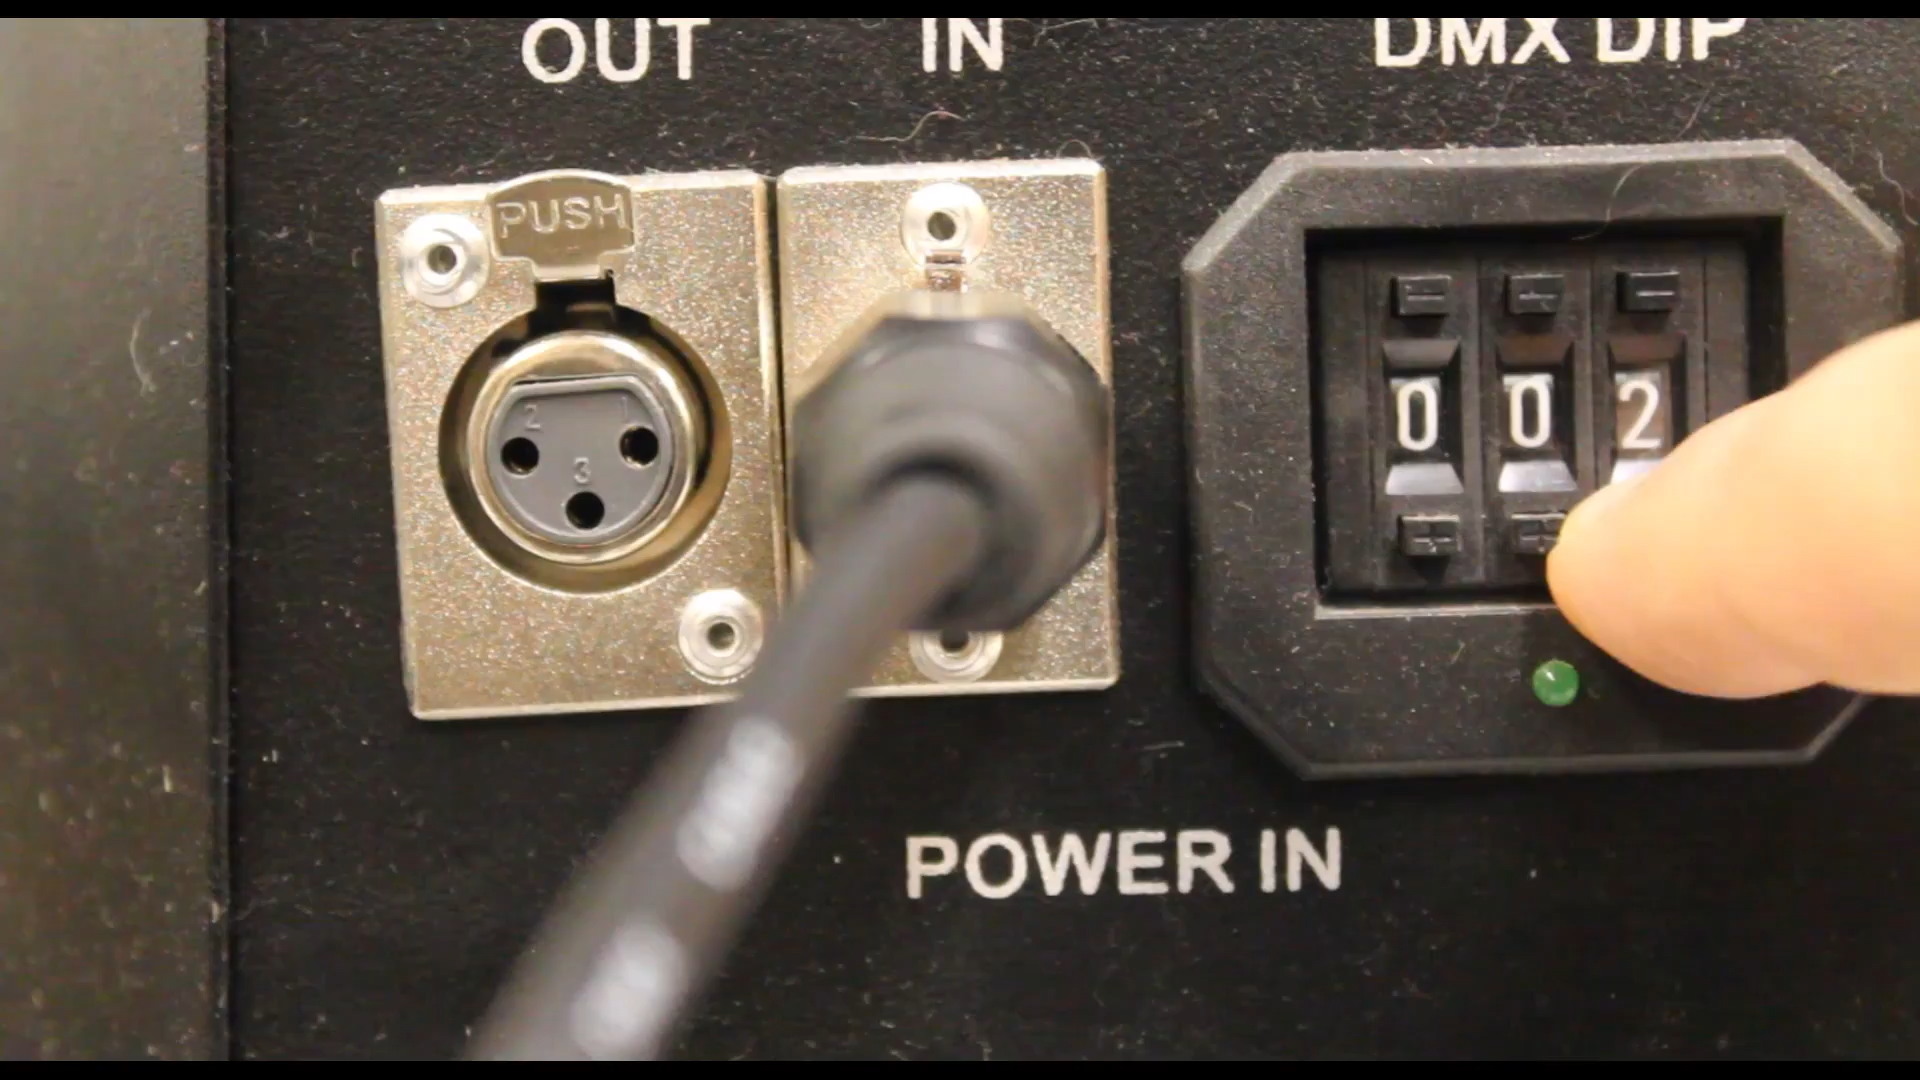 OUT IN DMX DIP
PUSH
- - -
0 0 2
2 1
3
+ +
POWER IN